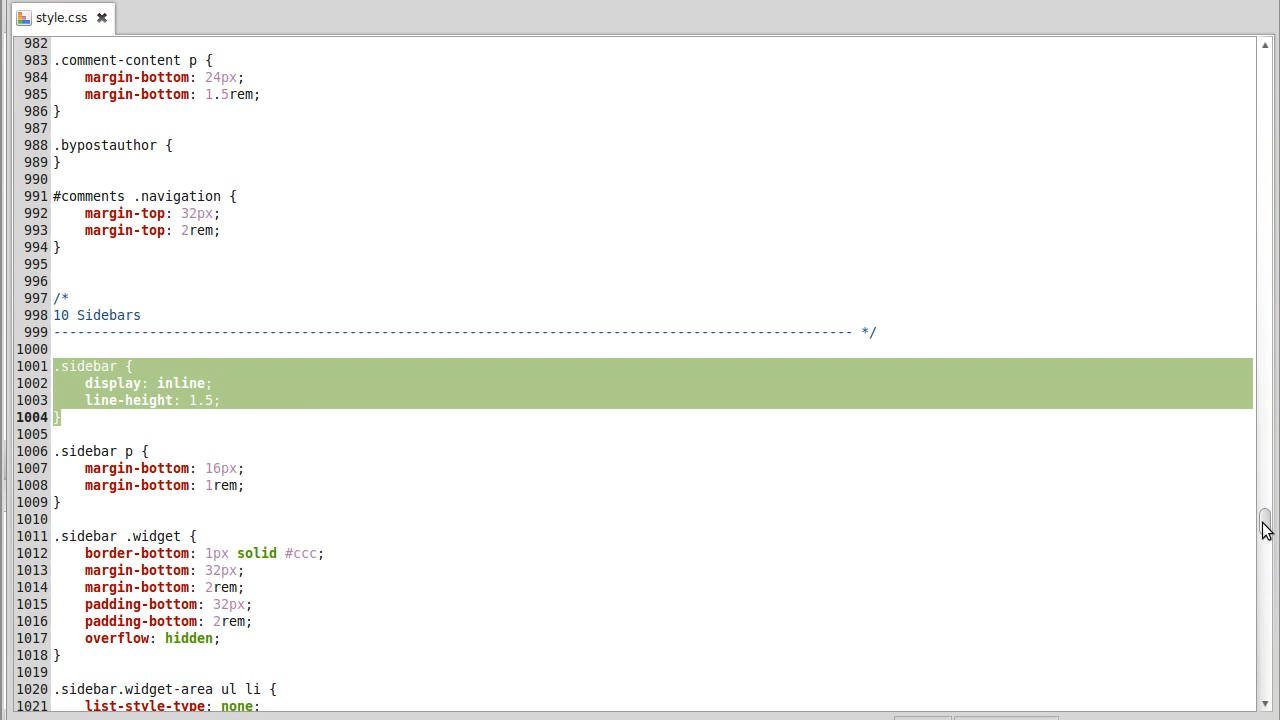 style.css
982
983 .comment-content p {
984 margin-bottom: 24px;
985 margin-bottom: 1.5rem;
986 }
987
988 .bypostauthor {
989 }
990
991 #comments .navigation {
992 margin-top: 32px;
993 margin-top: 2rem;
994 }
995
996
997 /*
998 10 Sidebars
999 ---------------------------------------------------------------------------------------------------- */
1000
1001 .sidebar {
1002 display: inline;
1003 line-height: 1.5;
1004 }
1005
1006 .sidebar p {
1007 margin-bottom: 16px;
1008 margin-bottom: 1rem;
1009 }
1010
1011 .sidebar .widget {
1012 border-bottom: 1px solid #ccc;
1013 margin-bottom: 32px;
1014 margin-bottom: 2rem;
1015 padding-bottom: 32px;
1016 padding-bottom: 2rem;
1017 overflow: hidden;
1018 }
1019
1020 .sidebar.widget-area ul li {
1021 list-style-type: none;